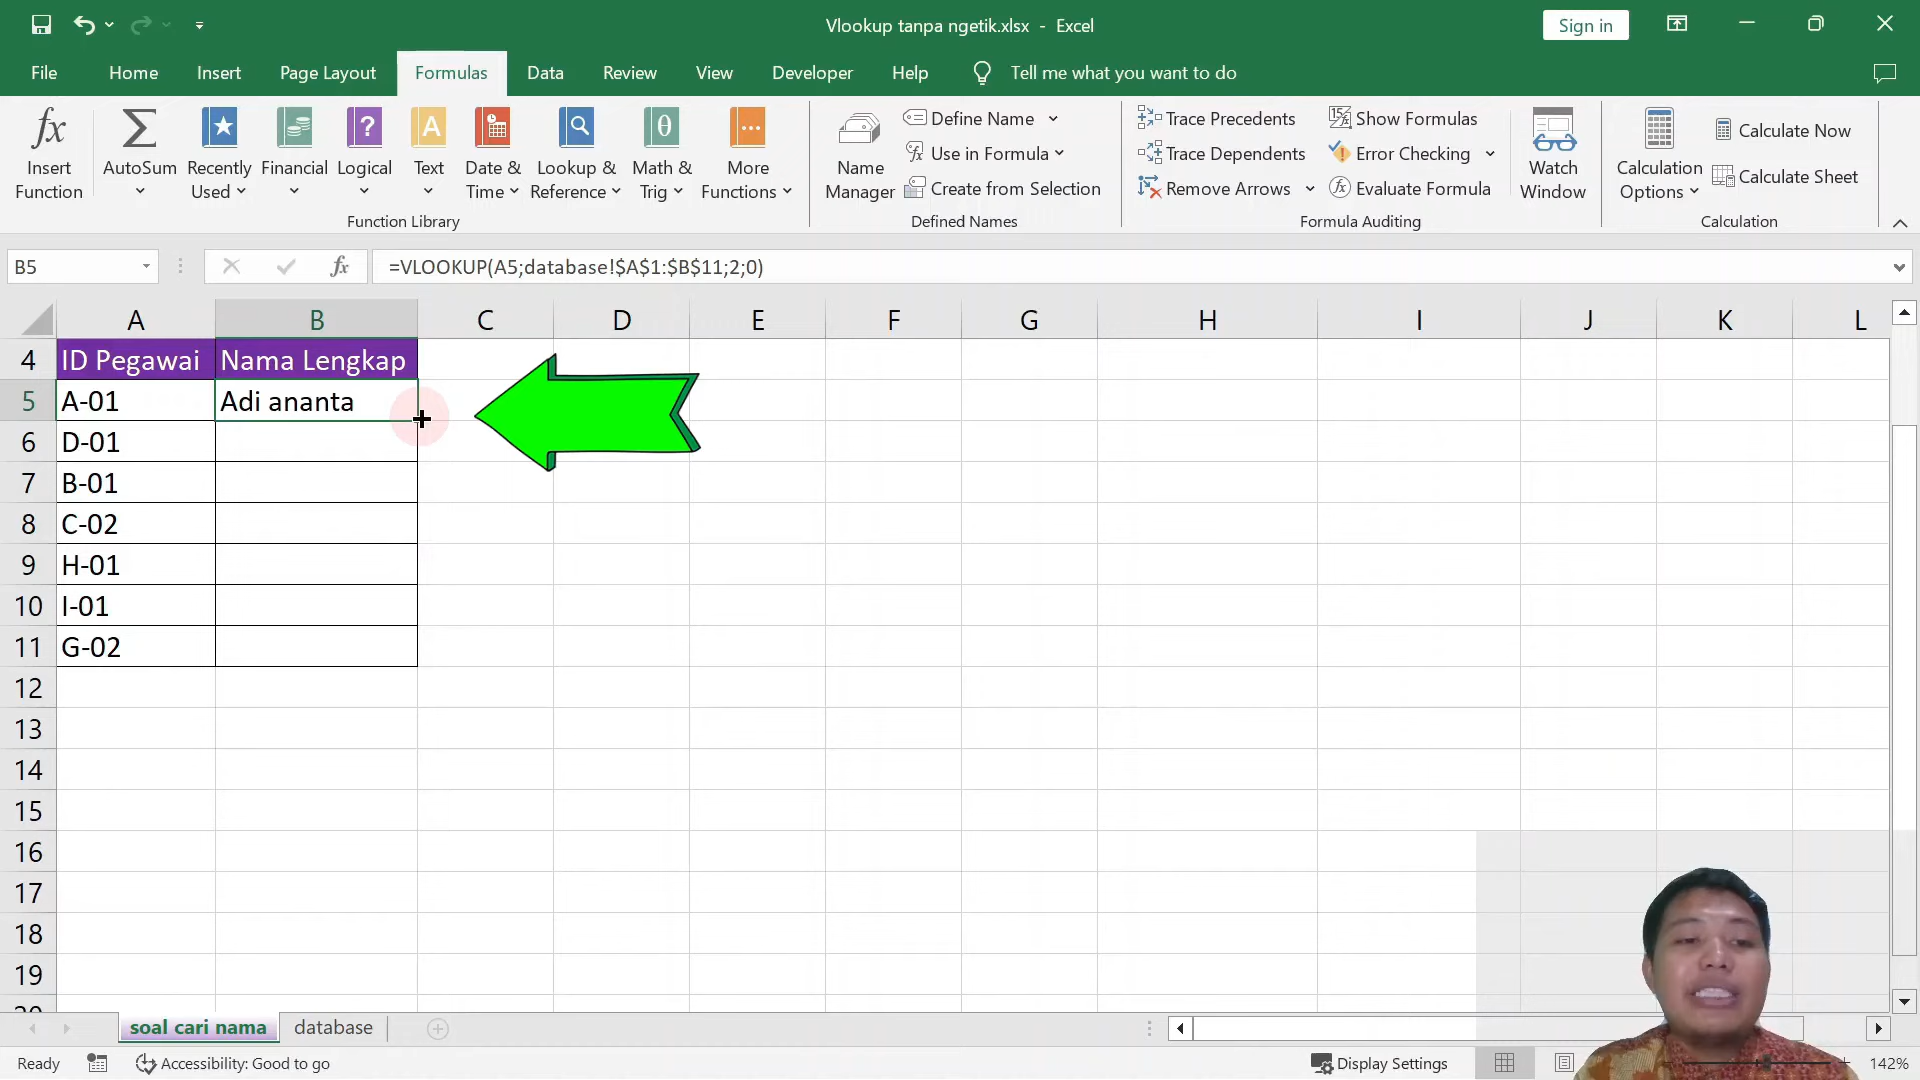 Vlookup tanpa ngetik.xlsx - Excel
Sign in
File Home Insert Page Layout Formulas Data Review View Developer Help Tell me what you want to do
Insert Function
AutoSum
Recently Used
Financial
Logical
Text
Date & Time
Lookup & Reference
Math & Trig
More Functions
Function Library
Name Manager
Define Name
Use in Formula
Create from Selection
Defined Names
Trace Precedents
Trace Dependents
Remove Arrows
Show Formulas
Error Checking
Evaluate Formula
Formula Auditing
Watch Window
Calculation Options
Calculate Now
Calculate Sheet
Calculation
B5 fx =VLOOKUP(A5;database!$A$1:$B$11;2;0)
A B C D E F G H I J K L
4 ID Pegawai Nama Lengkap
5 A-01 Adi ananta
6 D-01
7 B-01
8 C-02
9 H-01
10 I-01
11 G-02
12
13
14
15
16
17
18
19
soal cari nama database
Ready Accessibility: Good to go Display Settings 142%